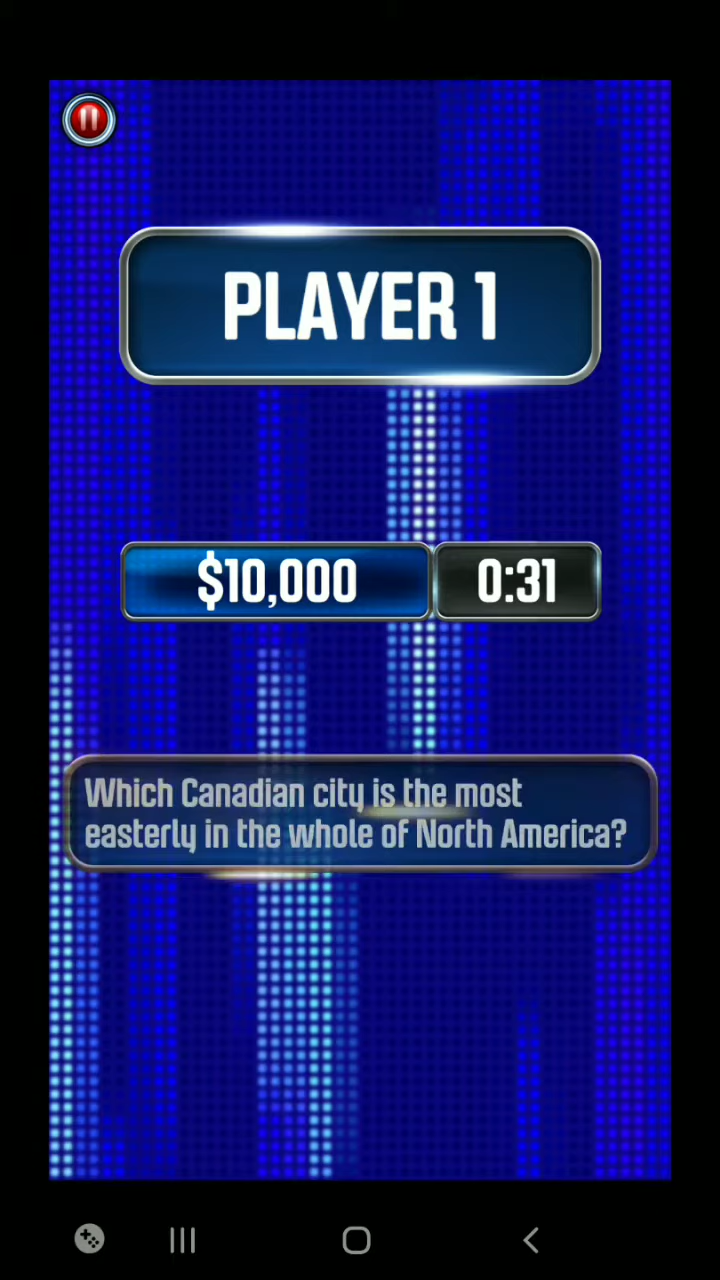 PLAYER 1
$10,000
0:31
Which Canadian city is the most
easterly in the whole of North America?